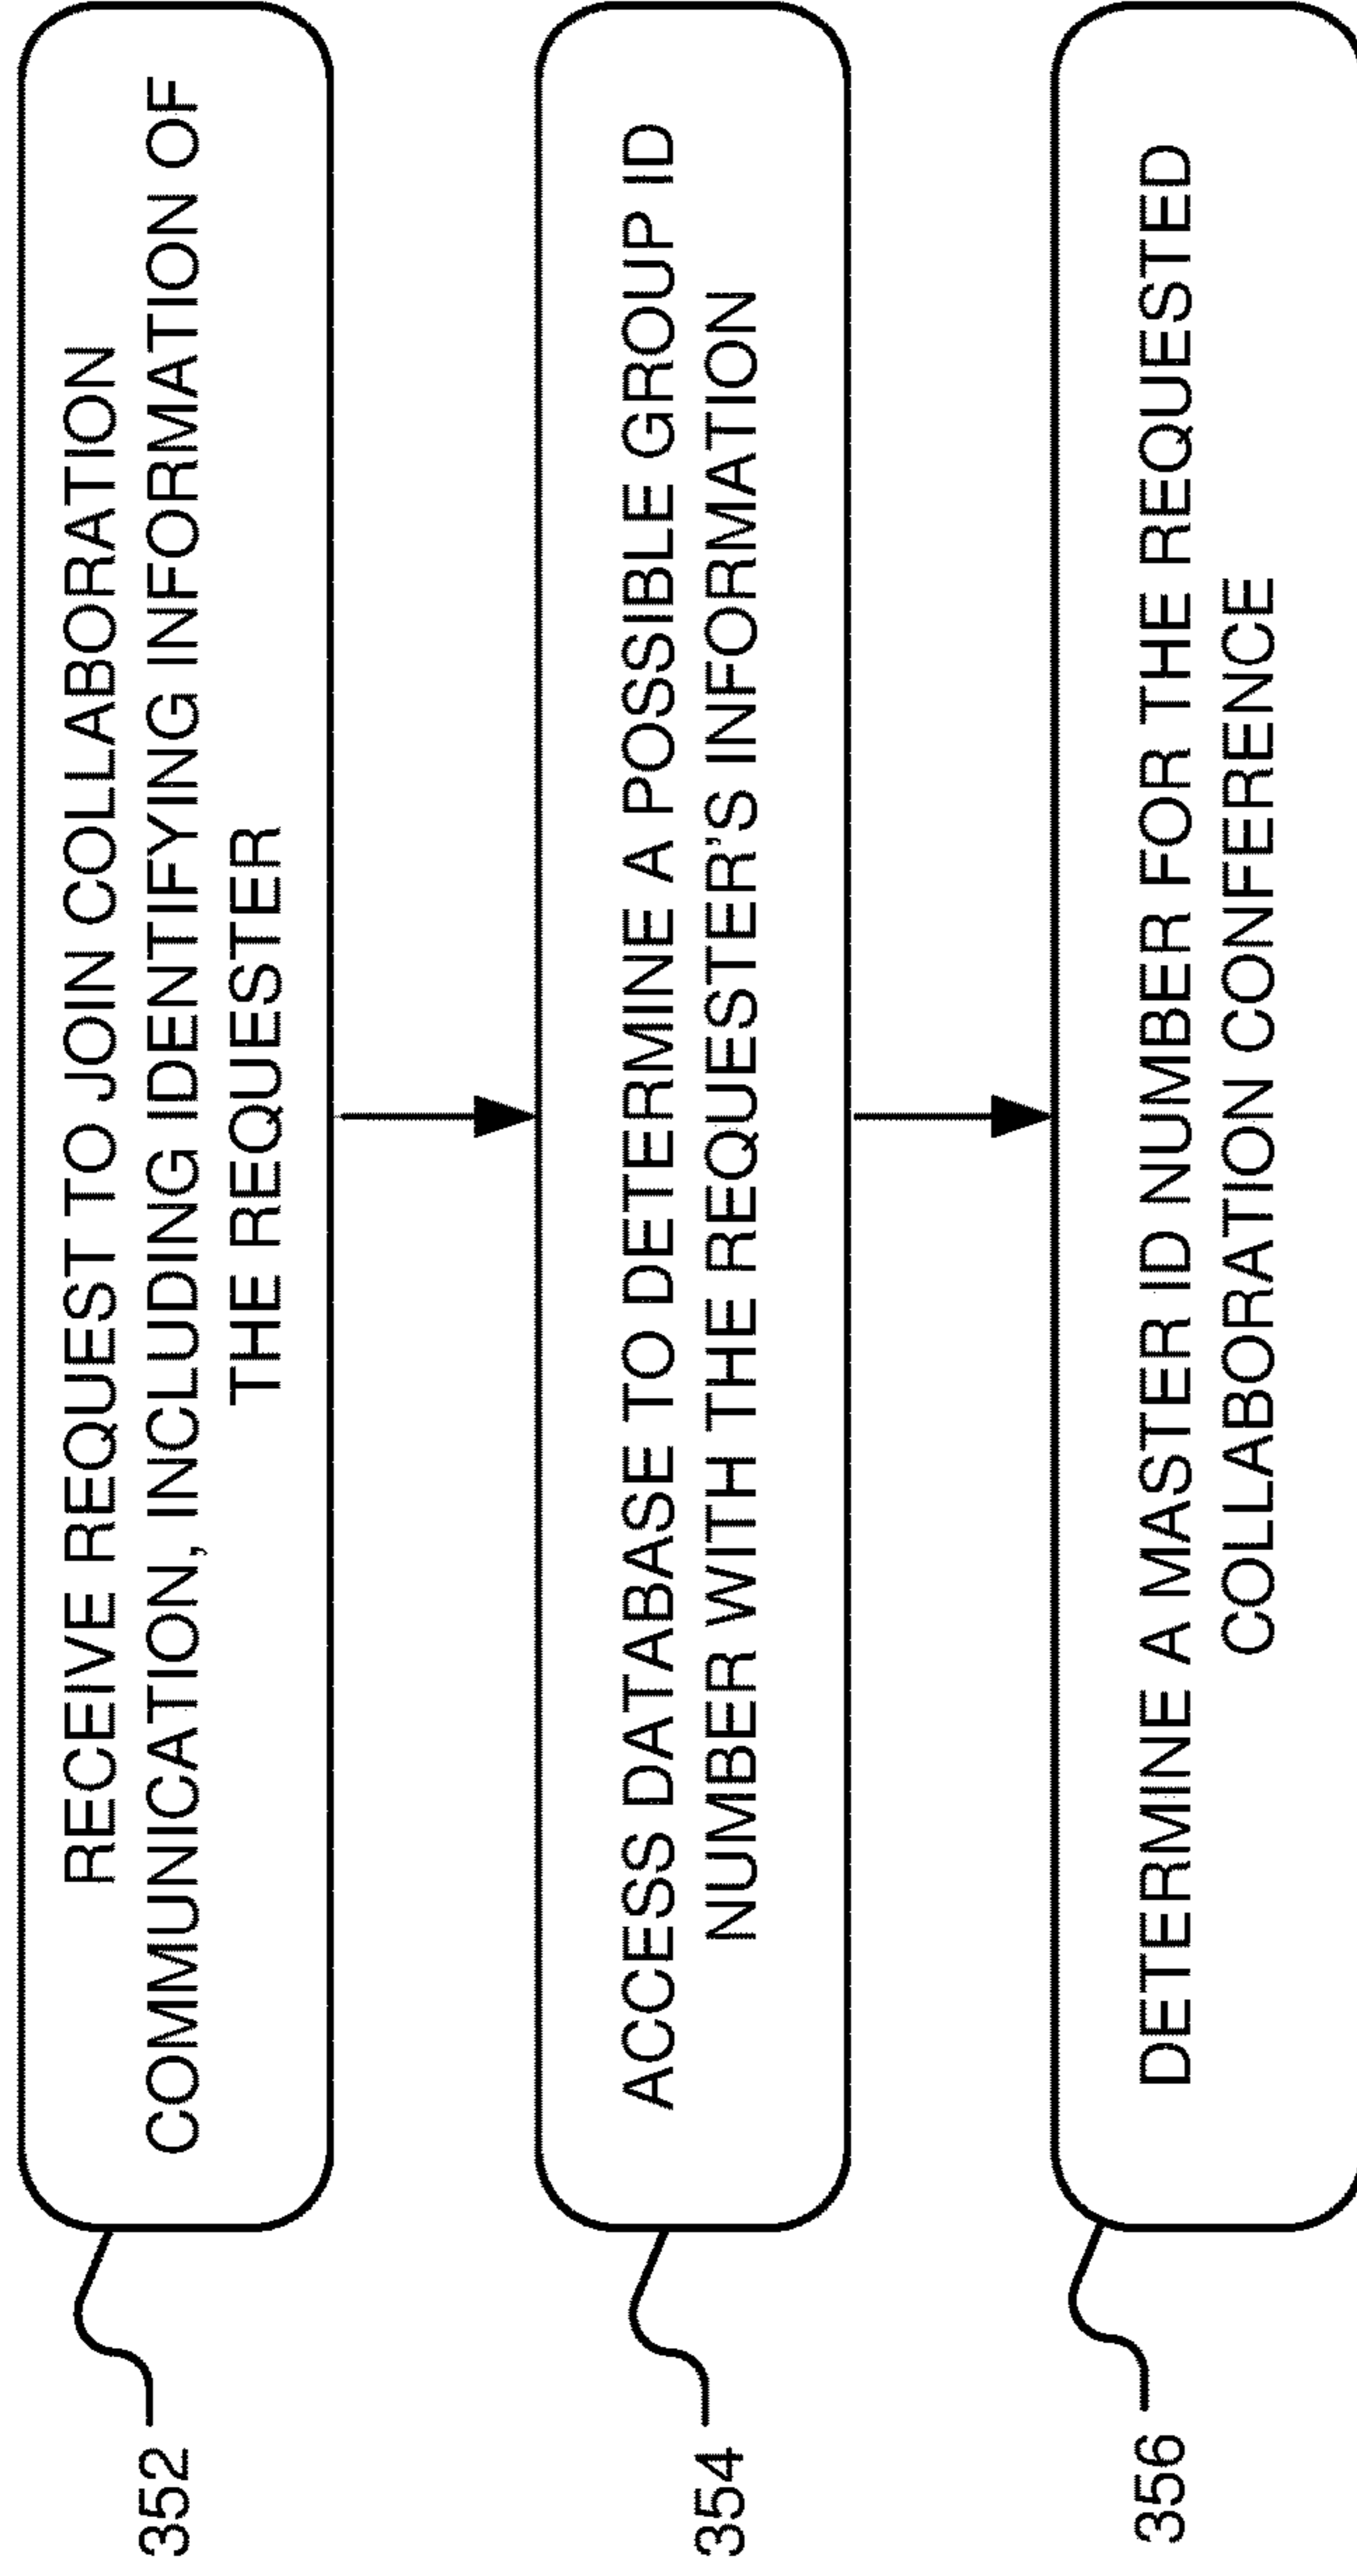 352
RECEIVE REQUEST TO JOIN COLLABORATION
COMMUNICATION, INCLUDING IDENTIFYING INFORMATION OF
THE REQUESTER
354
ACCESS DATABASE TO DETERMINE A POSSIBLE GROUP ID
NUMBER WITH THE REQUESTER'S INFORMATION
356
DETERMINE A MASTER ID NUMBER FOR THE REQUESTED
COLLABORATION CONFERENCE